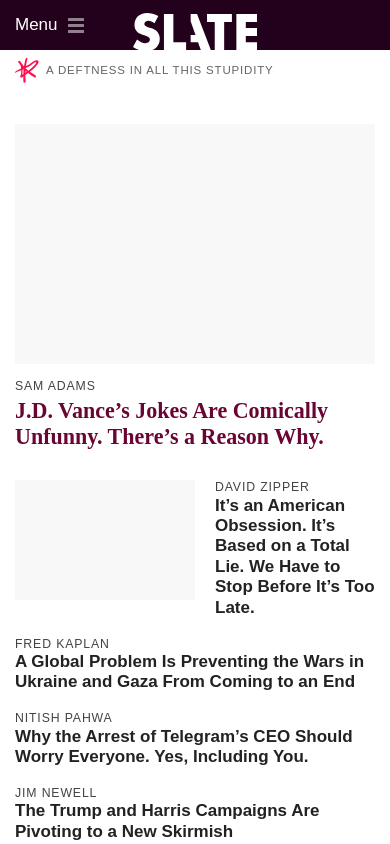 Menu
SLATE
A DEFTNESS IN ALL THIS STUPIDITY
SAM ADAMS
J.D. Vance’s Jokes Are Comically
Unfunny. There’s a Reason Why.
DAVID ZIPPER
It’s an American
Obsession. It’s
Based on a Total
Lie. We Have to
Stop Before It’s Too
Late.
FRED KAPLAN
A Global Problem Is Preventing the Wars in
Ukraine and Gaza From Coming to an End
NITISH PAHWA
Why the Arrest of Telegram’s CEO Should
Worry Everyone. Yes, Including You.
JIM NEWELL
The Trump and Harris Campaigns Are
Pivoting to a New Skirmish